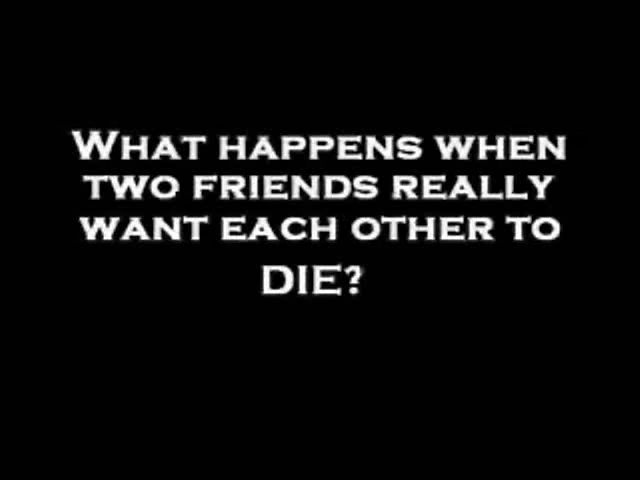 WHAT HAPPENS WHEN
TWO FRIENDS REALLY
WANT EACH OTHER TO
DIE?